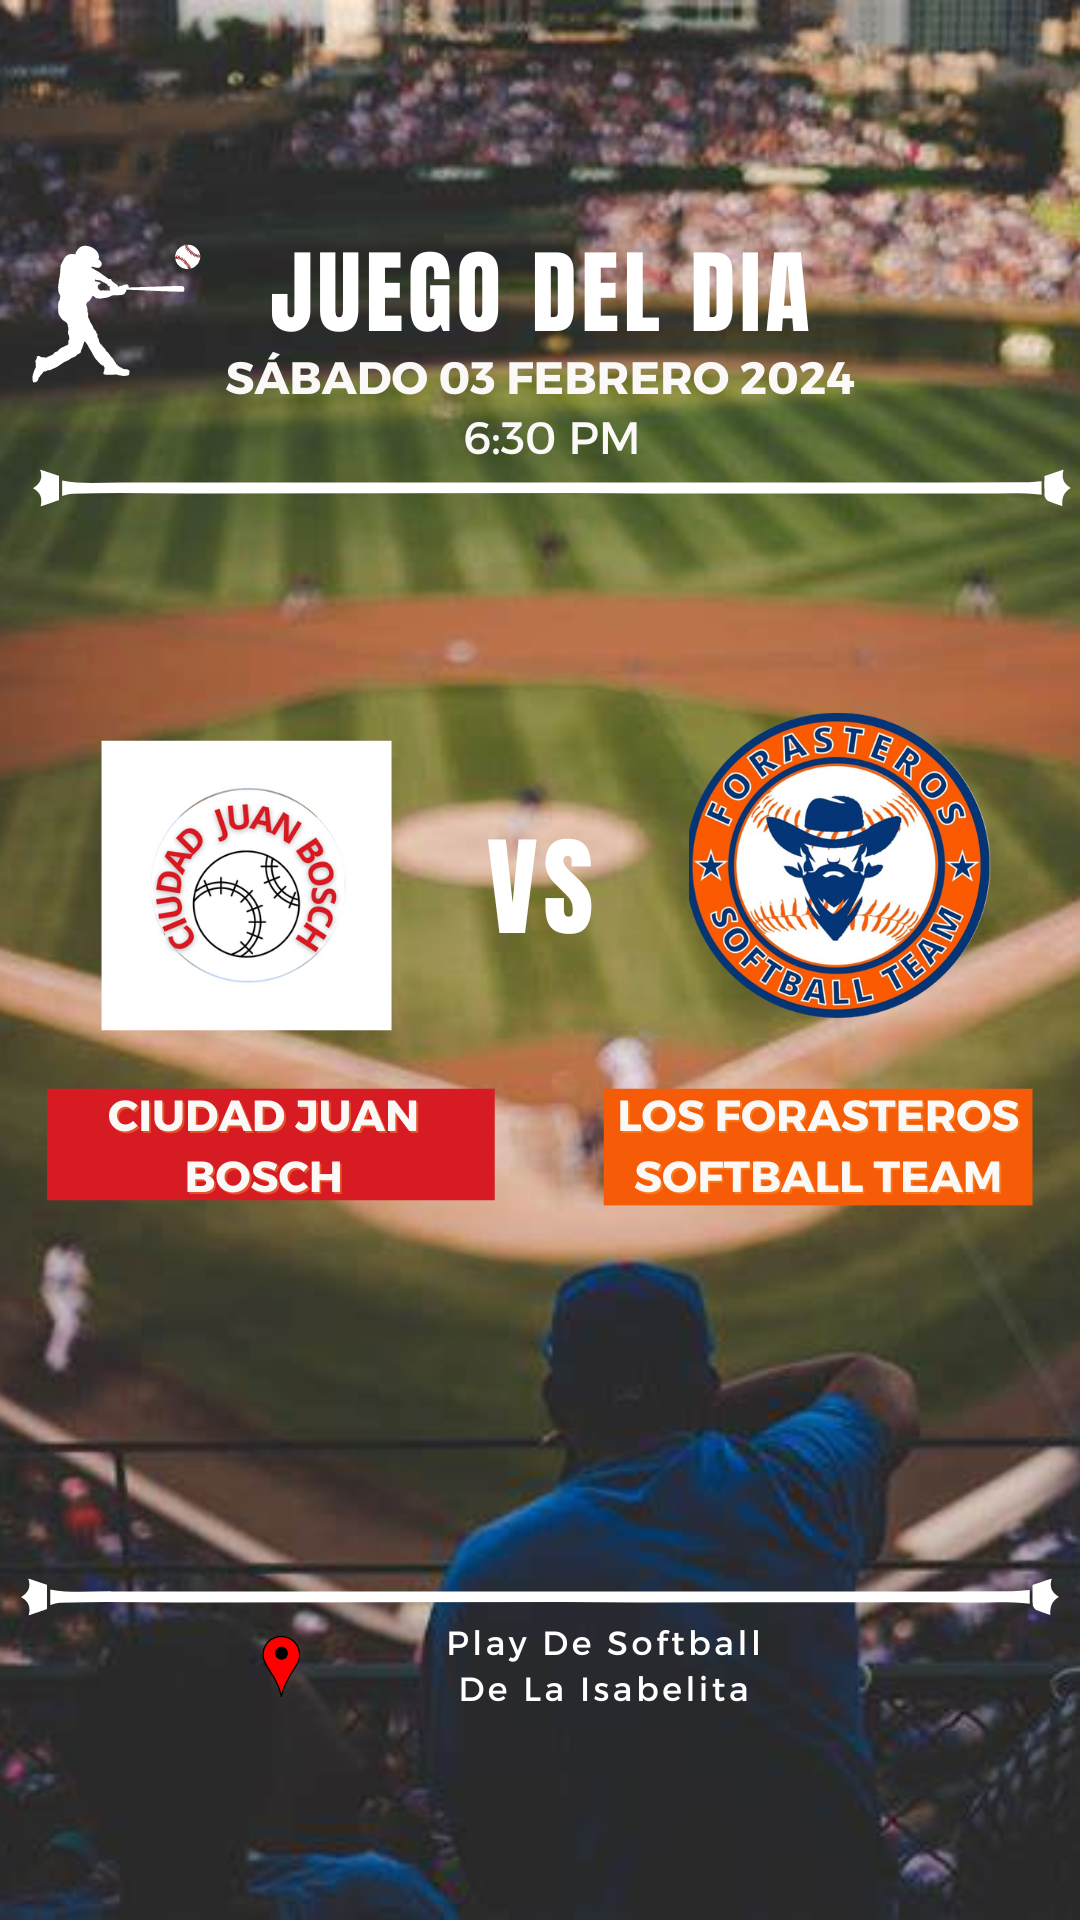 JUEGO DEL DIA
SÁBADO 03 FEBRERO 2024
6:30 PM
CIUDAD JUAN BOSCH
VS
FORASTEROS
SOFTBALL TEAM
CIUDAD JUAN
BOSCH
LOS FORASTEROS
SOFTBALL TEAM
Play De Softball
De La Isabelita